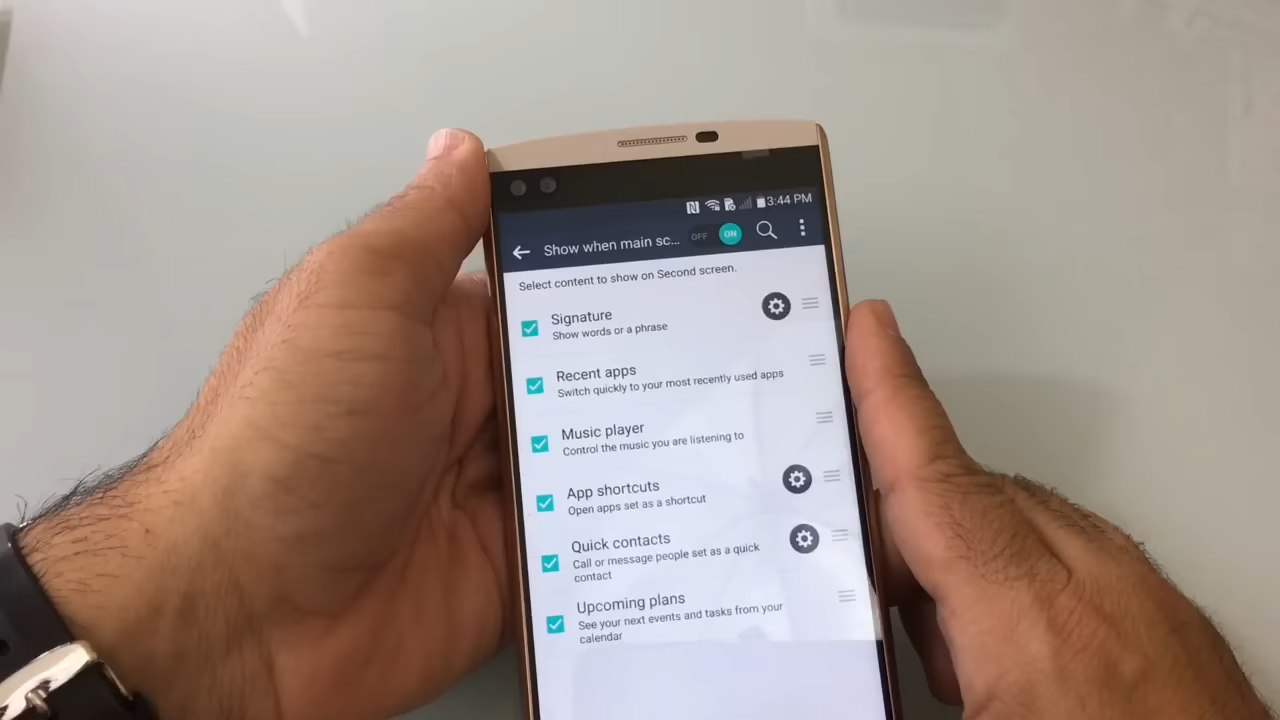 3:44 PM
Show when main sc... OFF ON
Select content to show on Second screen.
Signature
Show words or a phrase
Recent apps
Switch quickly to your most recently used apps
Music player
Control the music you are listening to
App shortcuts
Open apps set as a shortcut
Quick contacts
Call or message people set as a quick
contact
Upcoming plans
See your next events and tasks from your
calendar